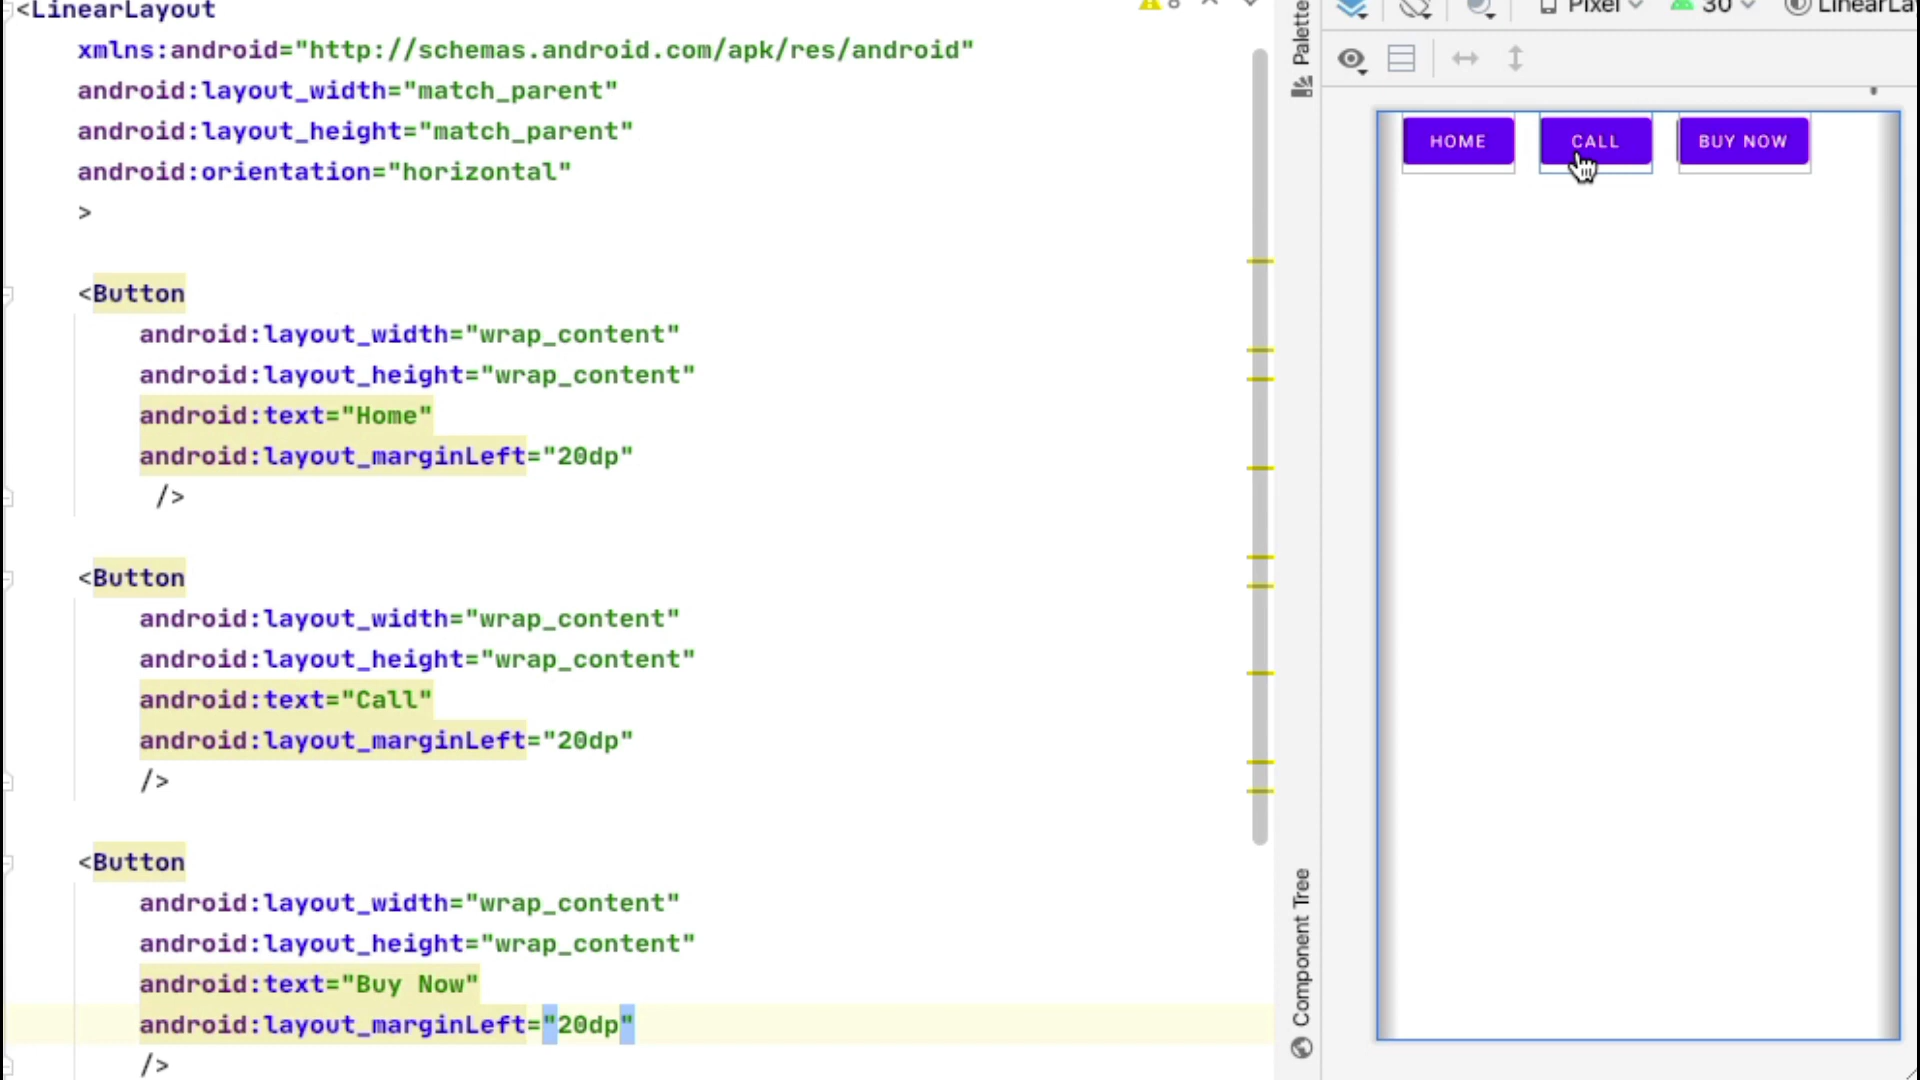 <LinearLayout
xmlns:android="http://schemas.android.com/apk/res/android"
android:layout_width="match_parent"
android:layout_height="match_parent"
android:orientation="horizontal"
>
<Button
android:layout_width="wrap_content"
android:layout_height="wrap_content"
android:text="Home"
android:layout_marginLeft="20dp"
/>
<Button
android:layout_width="wrap_content"
android:layout_height="wrap_content"
android:text="Call"
android:layout_marginLeft="20dp"
/>
<Button
android:layout_width="wrap_content"
android:layout_height="wrap_content"
android:text="Buy Now"
android:layout_marginLeft="20dp"
/>
Palette
Component Tree
Pixel 30 LinearLa
HOME CALL BUY NOW